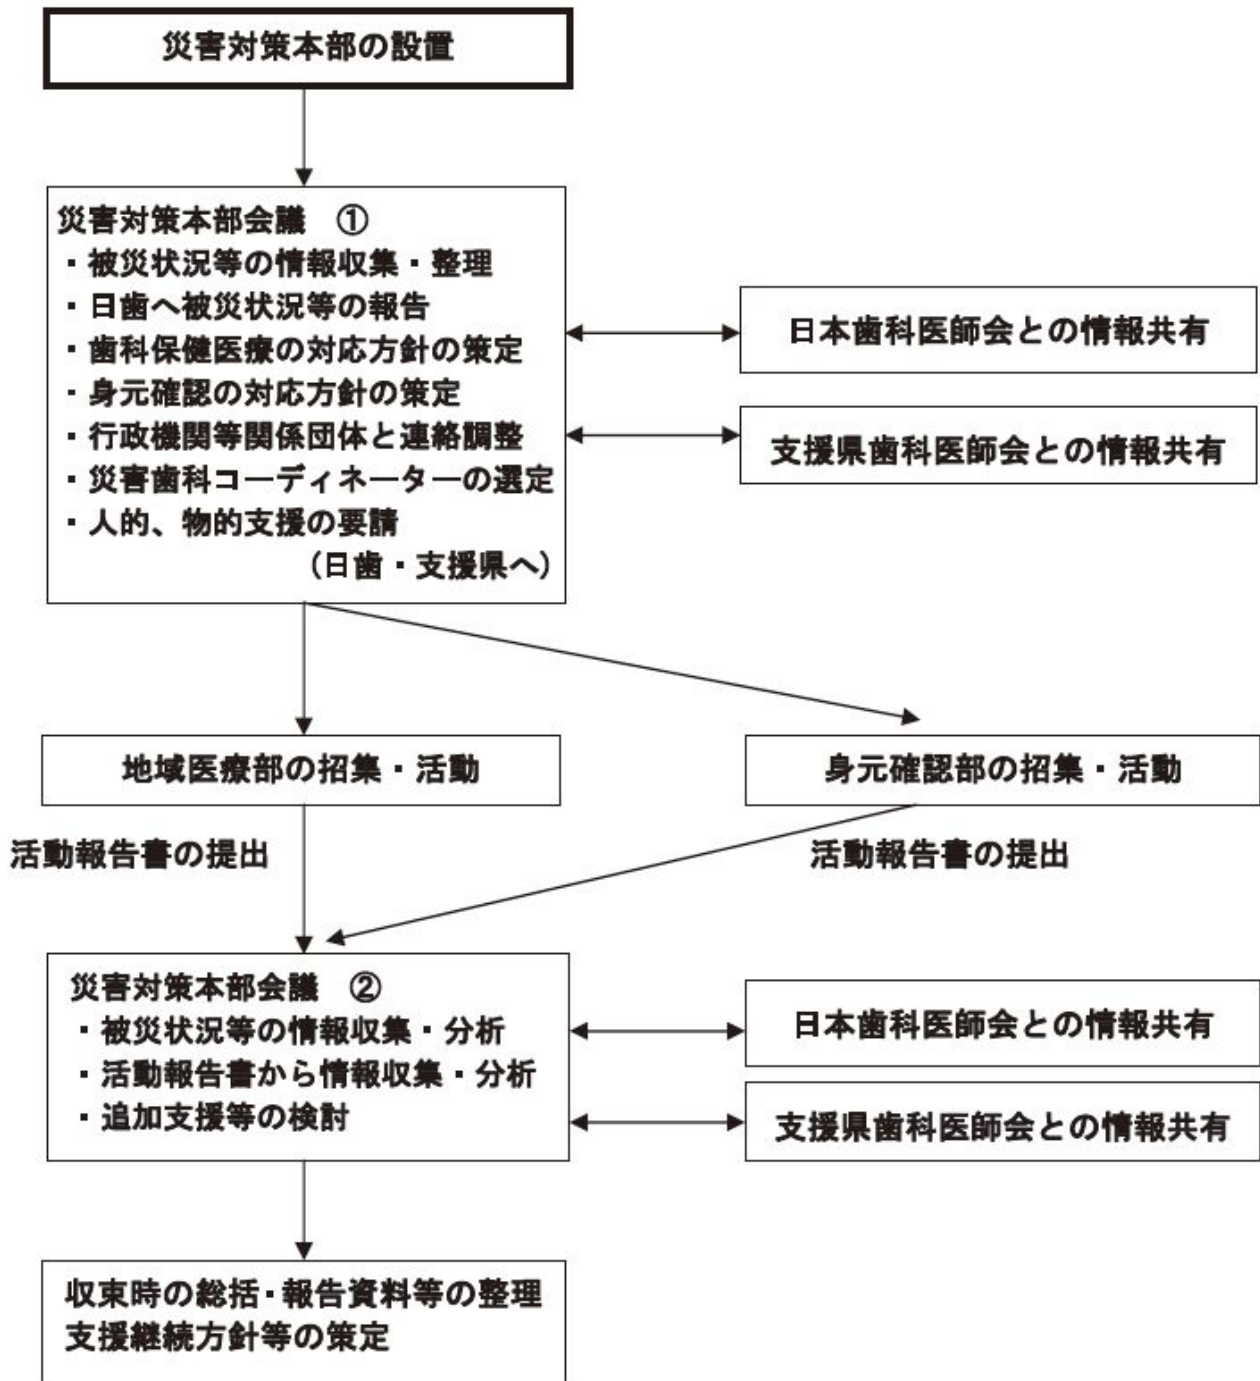 災害対策本部の設置
災害対策本部会議　①
・被災状況等の情報収集・整理
・日歯へ被災状況等の報告
・歯科保健医療の対応方針の策定
・身元確認の対応方針の策定
・行政機関等関係団体と連絡調整
・災害歯科コーディネーターの選定
・人的、物的支援の要請
（日歯・支援県へ）
日本歯科医師会との情報共有
支援県歯科医師会との情報共有
地域医療部の招集・活動
身元確認部の招集・活動
活動報告書の提出
活動報告書の提出
災害対策本部会議　②
・被災状況等の情報収集・分析
・活動報告書から情報収集・分析
・追加支援等の検討
日本歯科医師会との情報共有
支援県歯科医師会との情報共有
収束時の総括・報告資料等の整理
支援継続方針等の策定